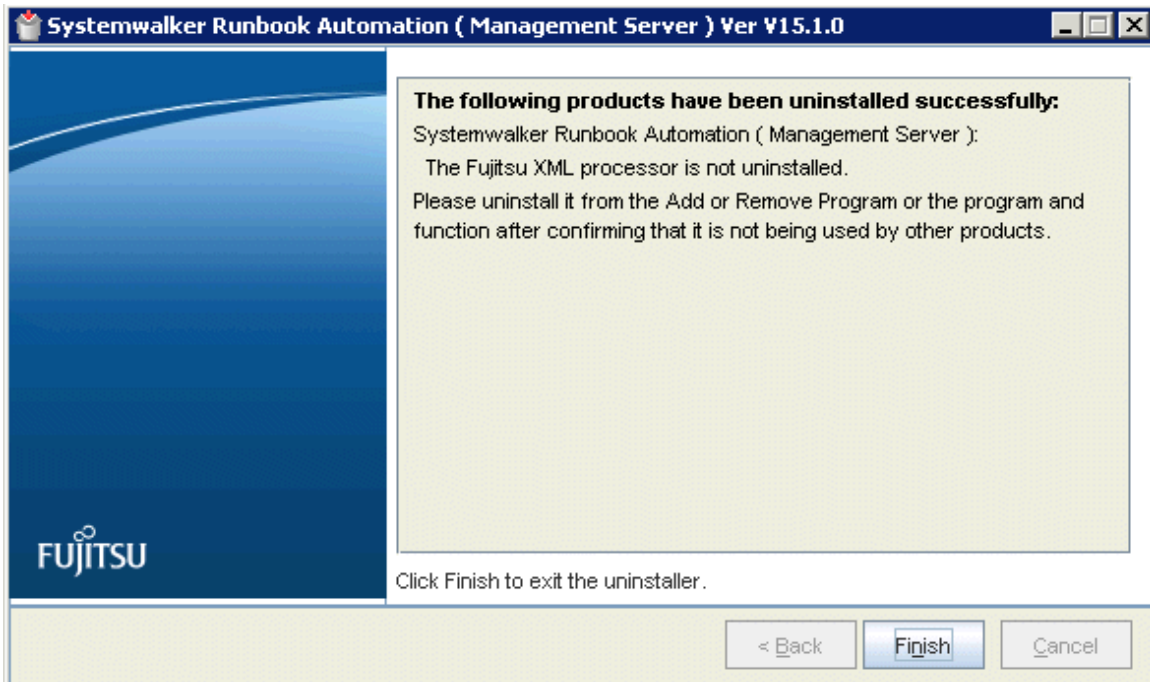 Systemwalker Runbook Automation ( Management Server ) Ver V15.1.0
The following products have been uninstalled successfully:
Systemwalker Runbook Automation ( Management Server ):
The Fujitsu XML processor is not uninstalled.
Please uninstall it from the Add or Remove Program or the program and
function after confirming that it is not being used by other products.
FUJITSU
Click Finish to exit the uninstaller.
< Back
Finish
Cancel